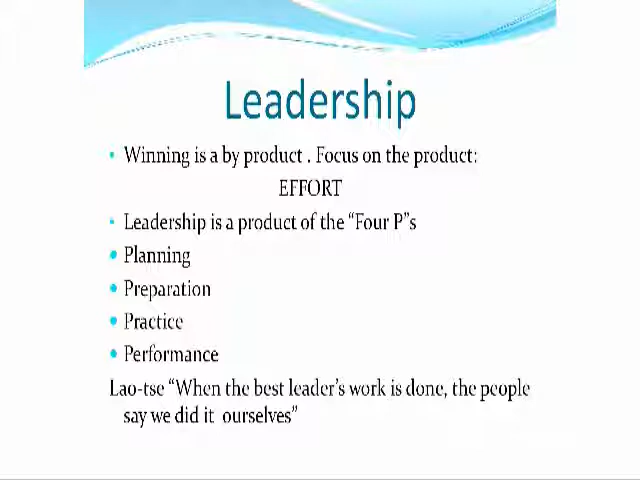 Leadership
• Winning is a by product . Focus on the product:
EFFORT
• Leadership is a product of the “Four P”s
• Planning
• Preparation
• Practice
• Performance
Lao-tse “When the best leader’s work is done, the people
say we did it ourselves”